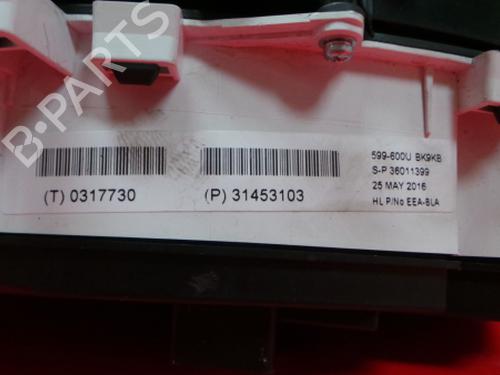 B-PARTS
(T) 0317730
(P) 31453103
599-600U BK9KB
S-P 36011399
25 MAY 2016
HL P/No EEA-BLA